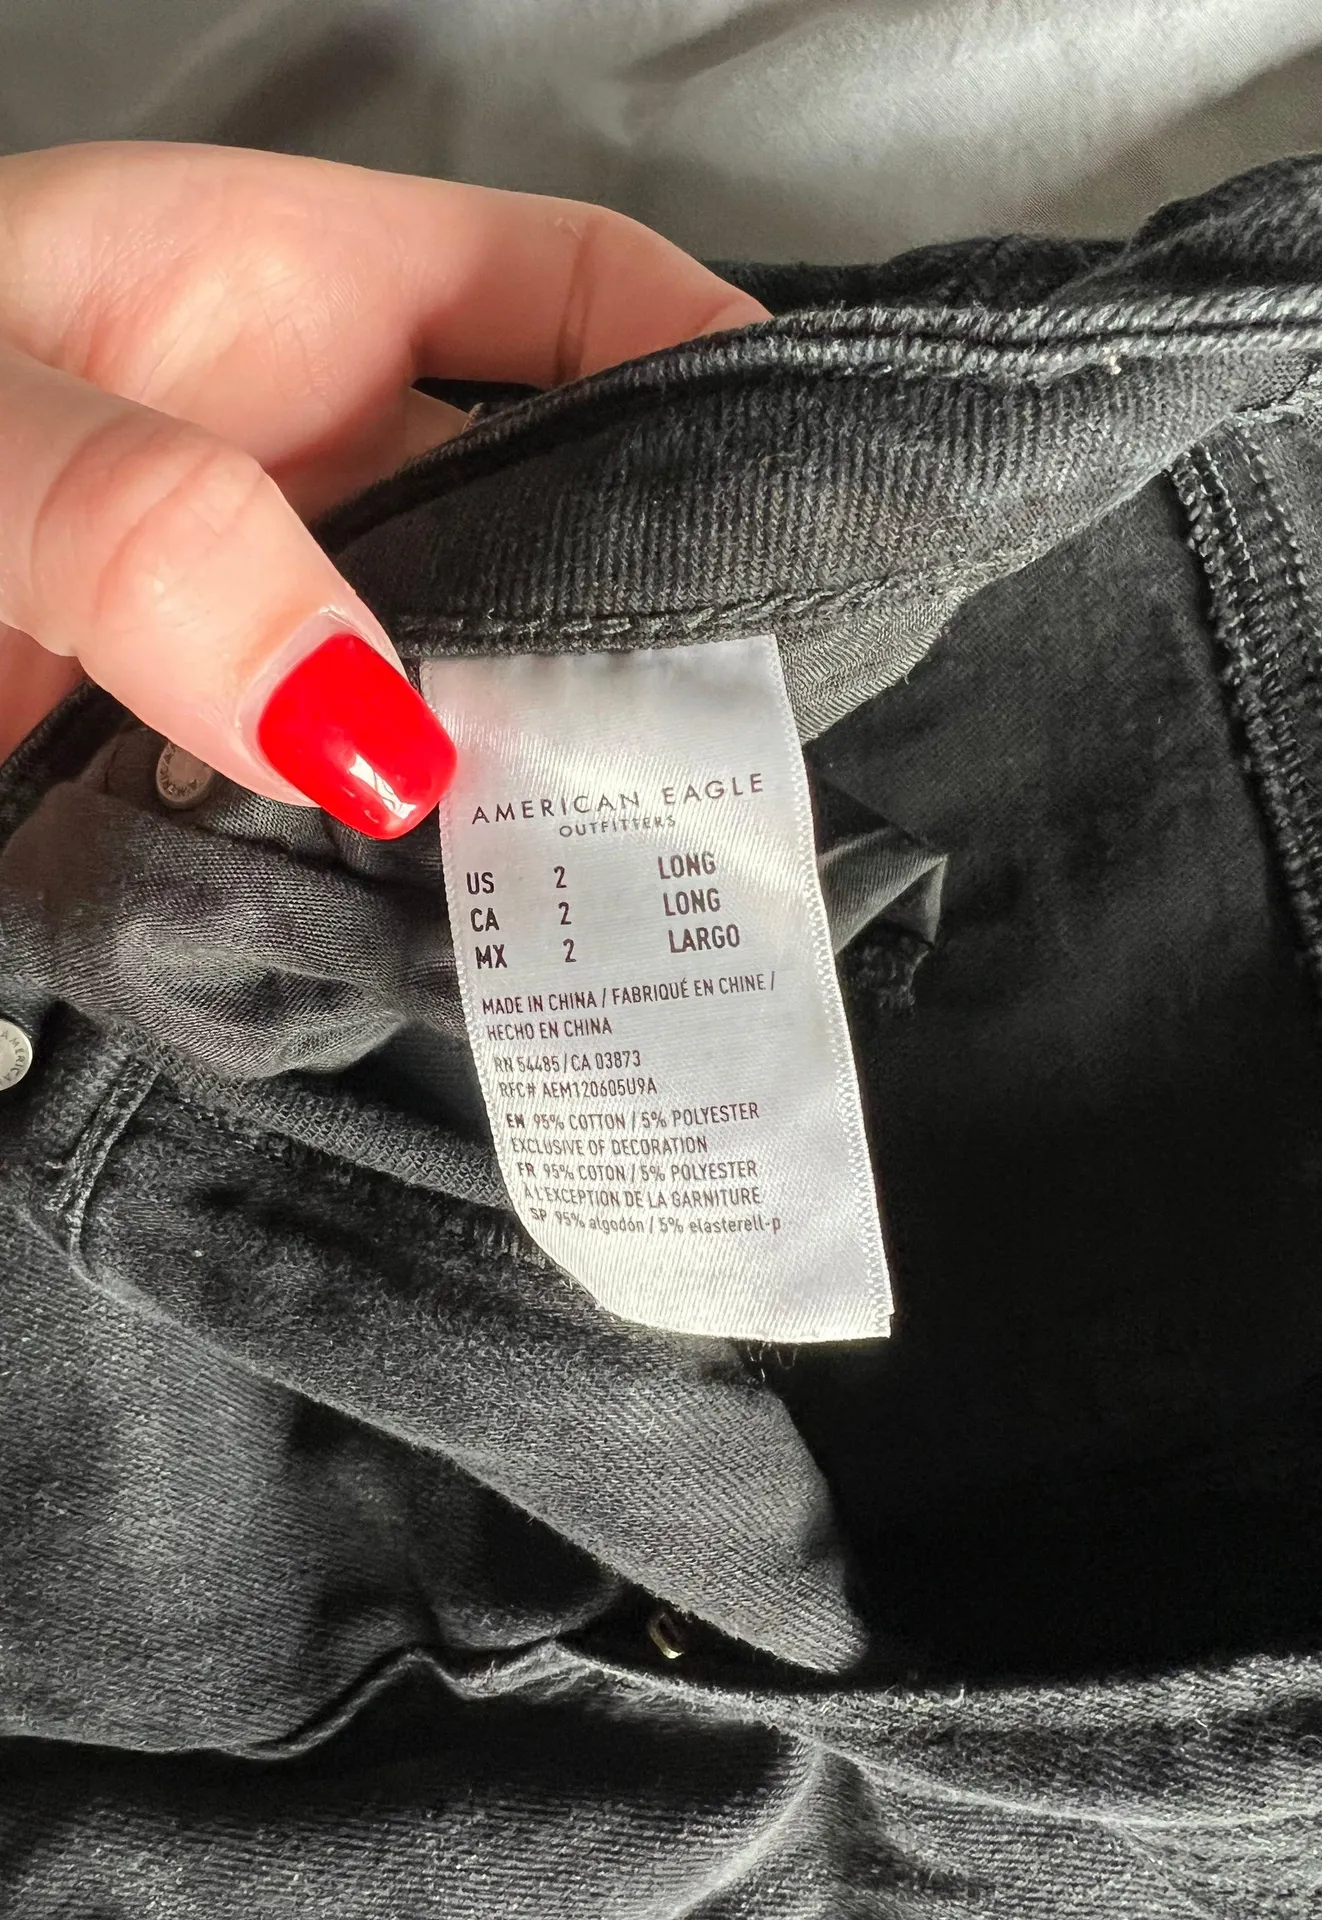 AMERICAN EAGLE
OUTFITTERS
US 2 LONG
CA 2 LONG
MX 2 LARGO
MADE IN CHINA / FABRIQUÉ EN CHINE /
HECHO EN CHINA
RN 54485/CA 03873
RFC# AEM120605U9A
EN 95% COTTON / 5% POLYESTER
EXCLUSIVE OF DECORATION
FR 95% COTON / 5% POLYESTER
À L'EXCEPTION DE LA GARNITURE
SP 95% algodón / 5% elasterell-p
AMERICA